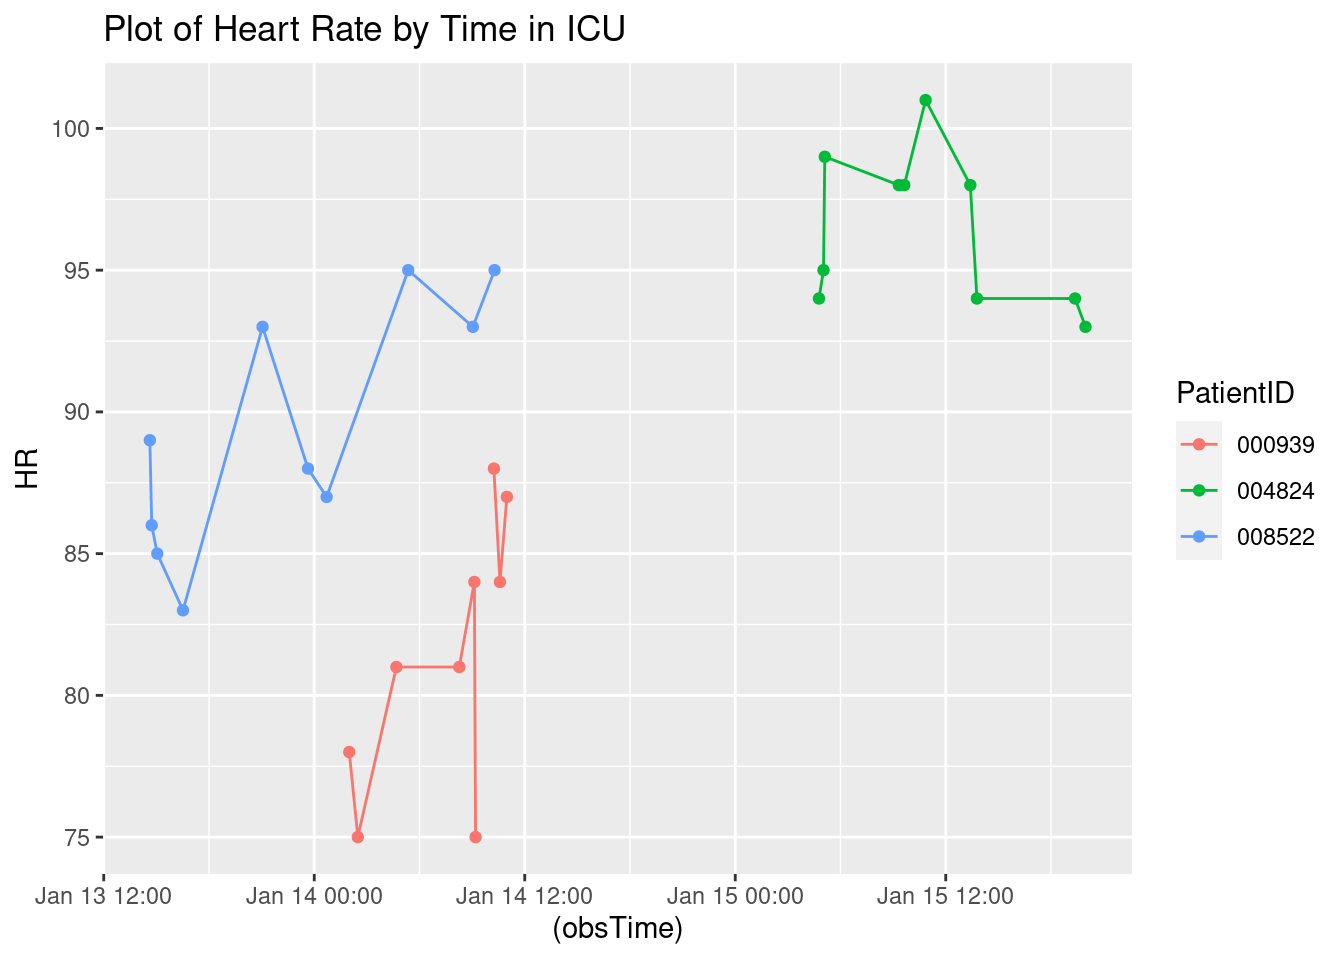 Plot of Heart Rate by Time in ICU
100
95
90
85
80
75
HR
Jan 13 12:00
Jan 14 00:00
Jan 14 12:00
Jan 15 00:00
Jan 15 12:00
(obsTime)
PatientID
000939
004824
008522